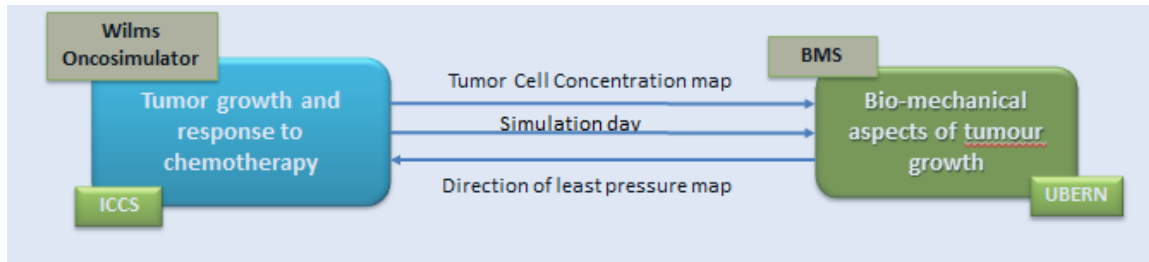 Wilms
Oncosimulator
Tumor growth and
response to
chemotherapy
ICCS
Tumor Cell Concentration map
Simulation day
Direction of least pressure map
BMS
Bio-mechanical
aspects of tumour
growth
UBERN